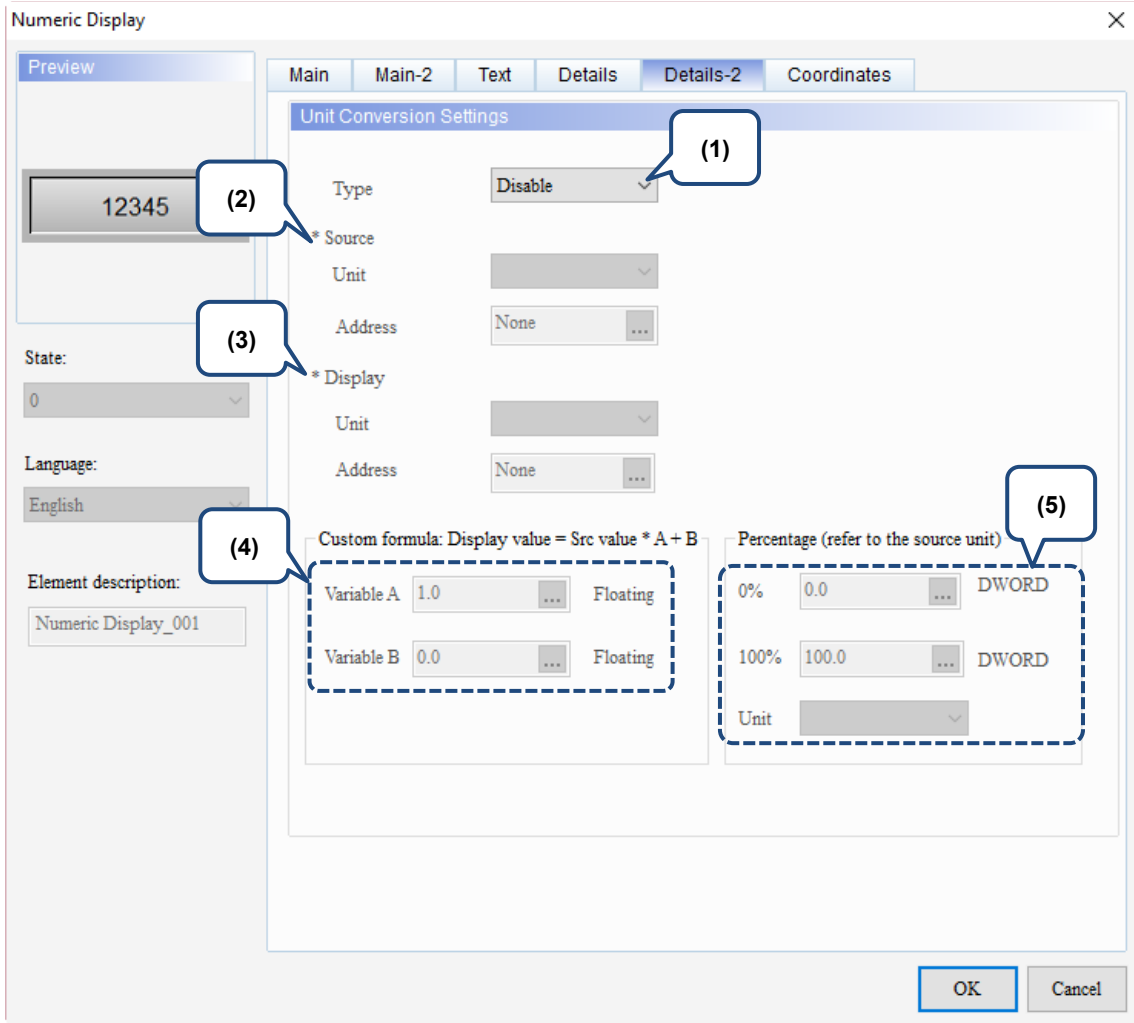 Numeric Display
Preview
Main Main-2 Text Details Details-2 Coordinates
Unit Conversion Settings
(1)
12345
(2)
Type Disable
* Source
Unit
Address None ...
(3)
State:
0
* Display
Unit
Address None ...
Language:
English
(4)
(5)
Custom formula: Display value = Src value * A + B
Percentage (refer to the source unit)
Element description:
Numeric Display_001
Variable A 1.0 ... Floating
0% 0.0 ... DWORD
Variable B 0.0 ... Floating
100% 100.0 ... DWORD
Unit
OK Cancel